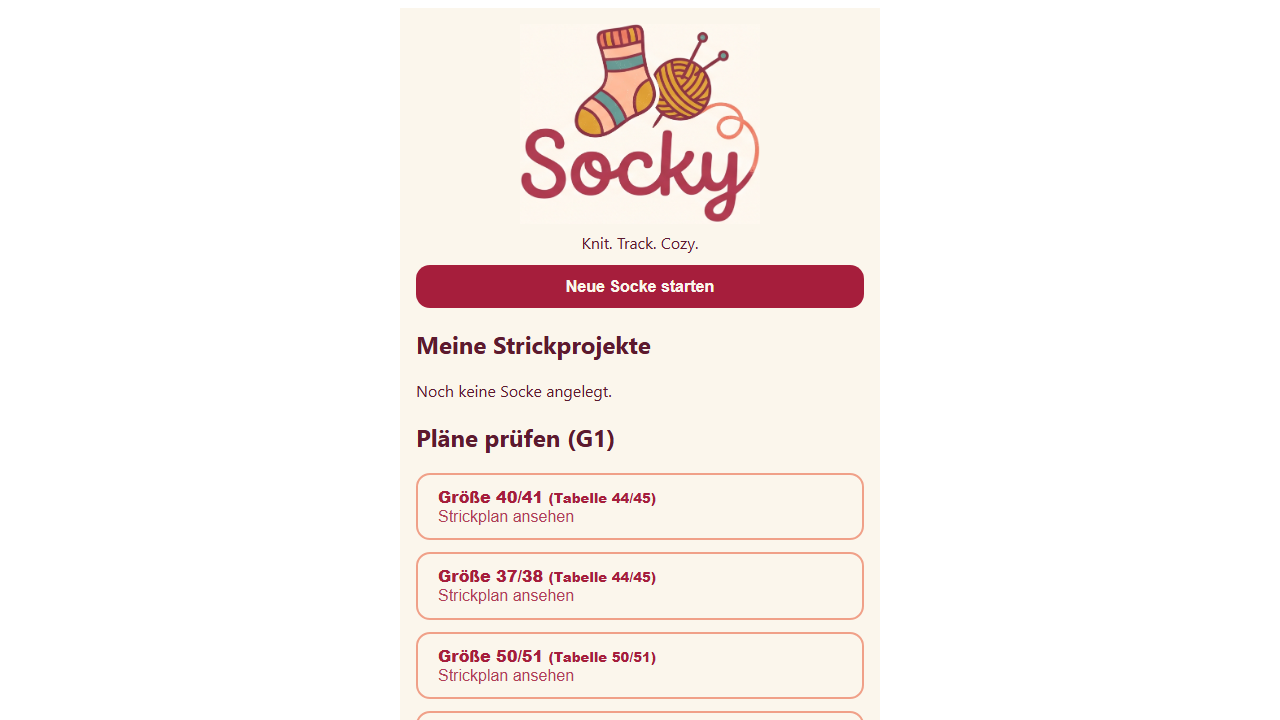 Socky
Knit. Track. Cozy.
Neue Socke starten
Meine Strickprojekte
Noch keine Socke angelegt.
Pläne prüfen (G1)
Größe 40/41 (Tabelle 44/45)
Strickplan ansehen
Größe 37/38 (Tabelle 44/45)
Strickplan ansehen
Größe 50/51 (Tabelle 50/51)
Strickplan ansehen